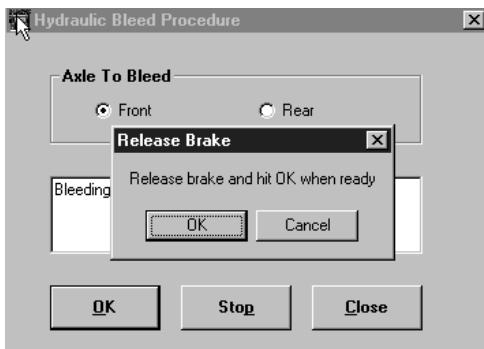 Hydraulic Bleed Procedure
Axle To Bleed
Front
Rear
Release Brake
Release brake and hit OK when ready
Bleeding
OK
Cancel
OK
Stop
Close